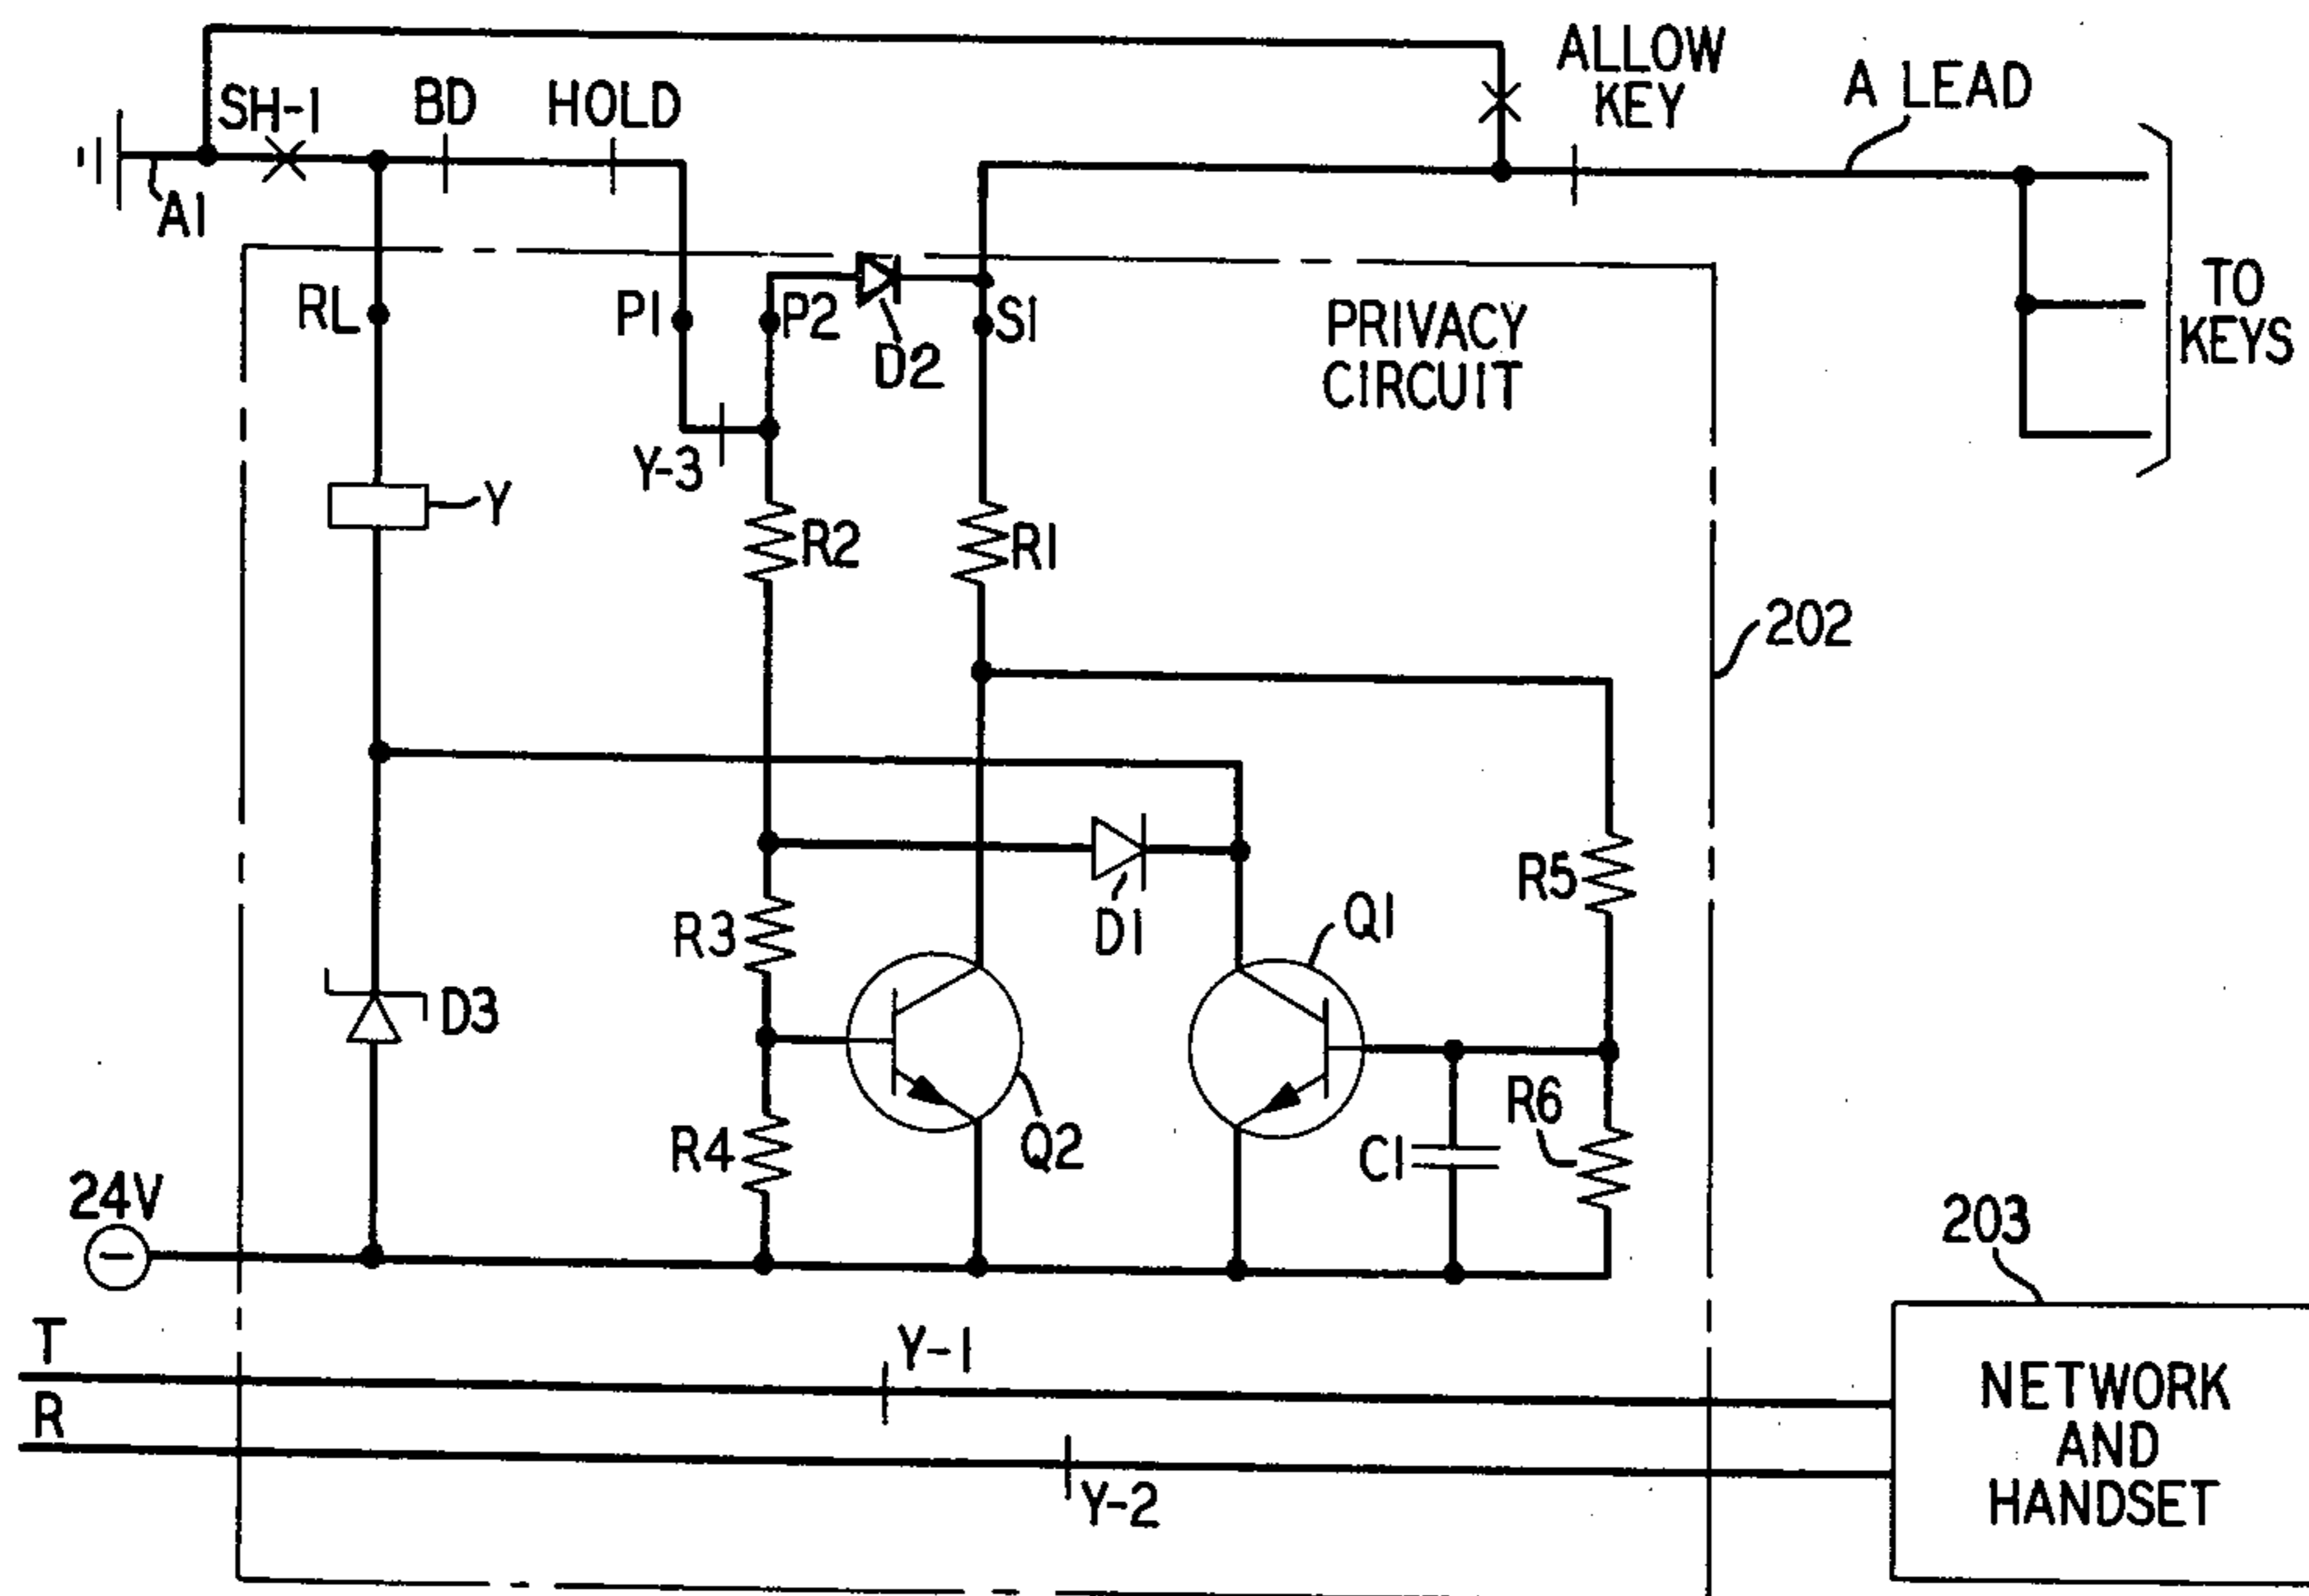 ALLOW
KEY
A LEAD
SH-1
BD
HOLD
A1
RL
P1
P2
D2
S1
PRIVACY
CIRCUIT
TO
KEYS
Y-3
Y
R2
R1
202
R3
D1
Q1
R5
D3
R4
Q2
C1
R6
24V
203
T
Y-1
R
Y-2
NETWORK
AND
HANDSET